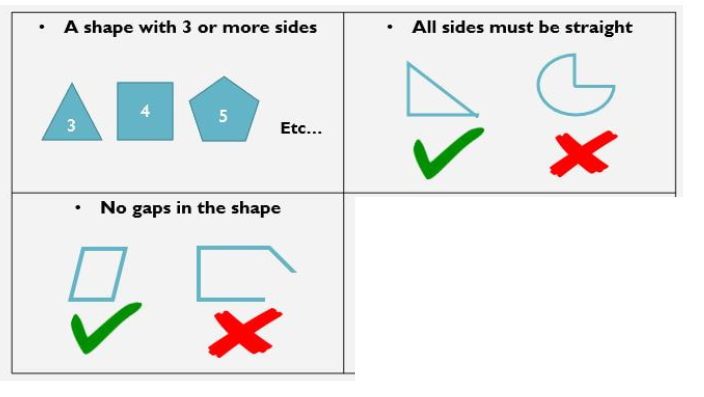 • A shape with 3 or more sides
3
4
5
Etc...
• All sides must be straight
• No gaps in the shape